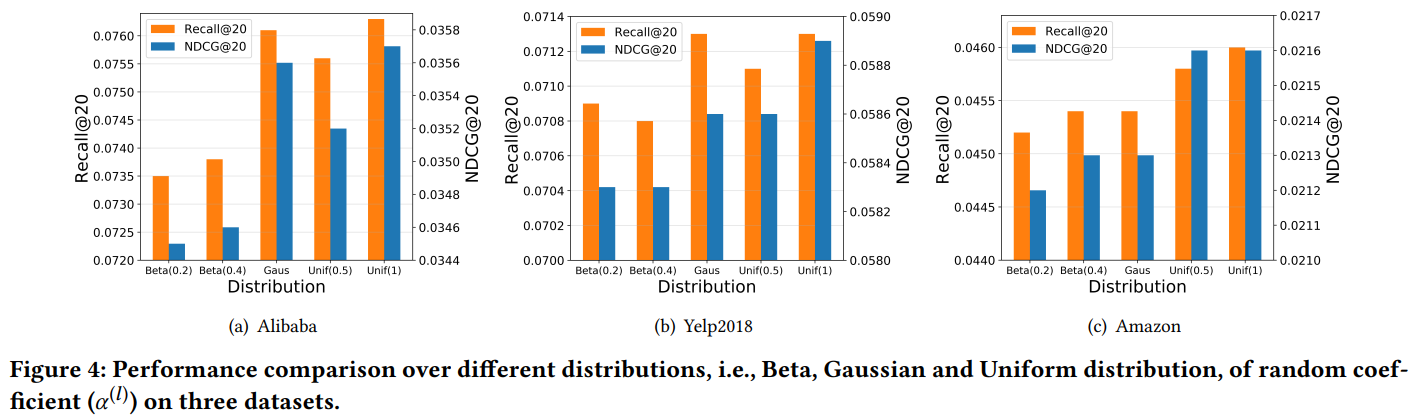 Recall@20
0.0760
0.0755
0.0750
0.0745
0.0740
0.0735
0.0730
0.0725
0.0720
Recall@20
NDCG@20
0.0358
0.0356
0.0354
0.0352
0.0350
0.0348
0.0346
0.0344
NDCG@20
Beta(0.2) Beta(0.4) Gaus Unif(0.5) Unif(1)
Distribution
(a) Alibaba
Recall@20
0.0714
0.0712
0.0710
0.0708
0.0706
0.0704
0.0702
0.0700
Recall@20
NDCG@20
0.0590
0.0588
0.0586
0.0584
0.0582
0.0580
NDCG@20
Beta(0.2) Beta(0.4) Gaus Unif(0.5) Unif(1)
Distribution
(b) Yelp2018
Recall@20
0.0460
0.0455
0.0450
0.0445
0.0440
Recall@20
NDCG@20
0.0217
0.0216
0.0215
0.0214
0.0213
0.0212
0.0211
0.0210
NDCG@20
Beta(0.2) Beta(0.4) Gaus Unif(0.5) Unif(1)
Distribution
(c) Amazon
Figure 4: Performance comparison over different distributions, i.e., Beta, Gaussian and Uniform distribution, of random coef-
ficient (α^(l)) on three datasets.